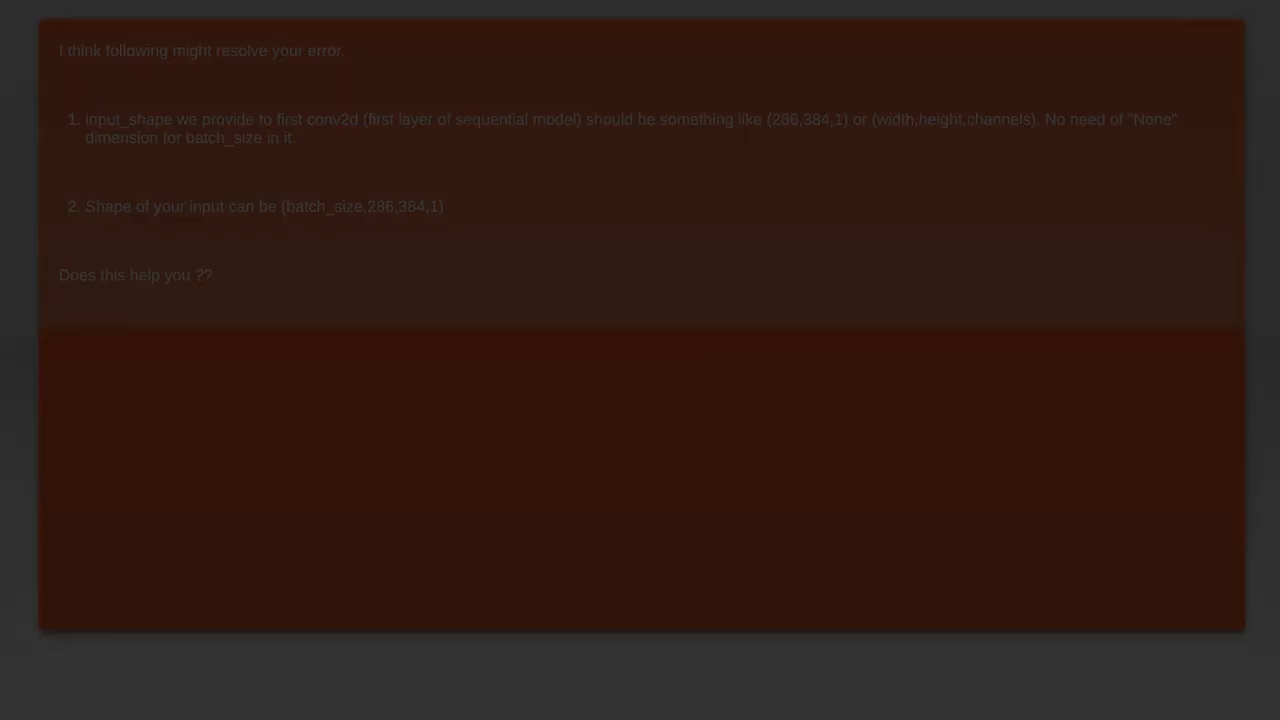 I think following might resolve your error.
1. input_shape we provide to first conv2d (first layer of sequential model) should be something like (286,384,1) or (width,height,channels). No need of "None"
dimension for batch_size in it.
2. Shape of your input can be (batch_size,286,384,1)
Does this help you ??